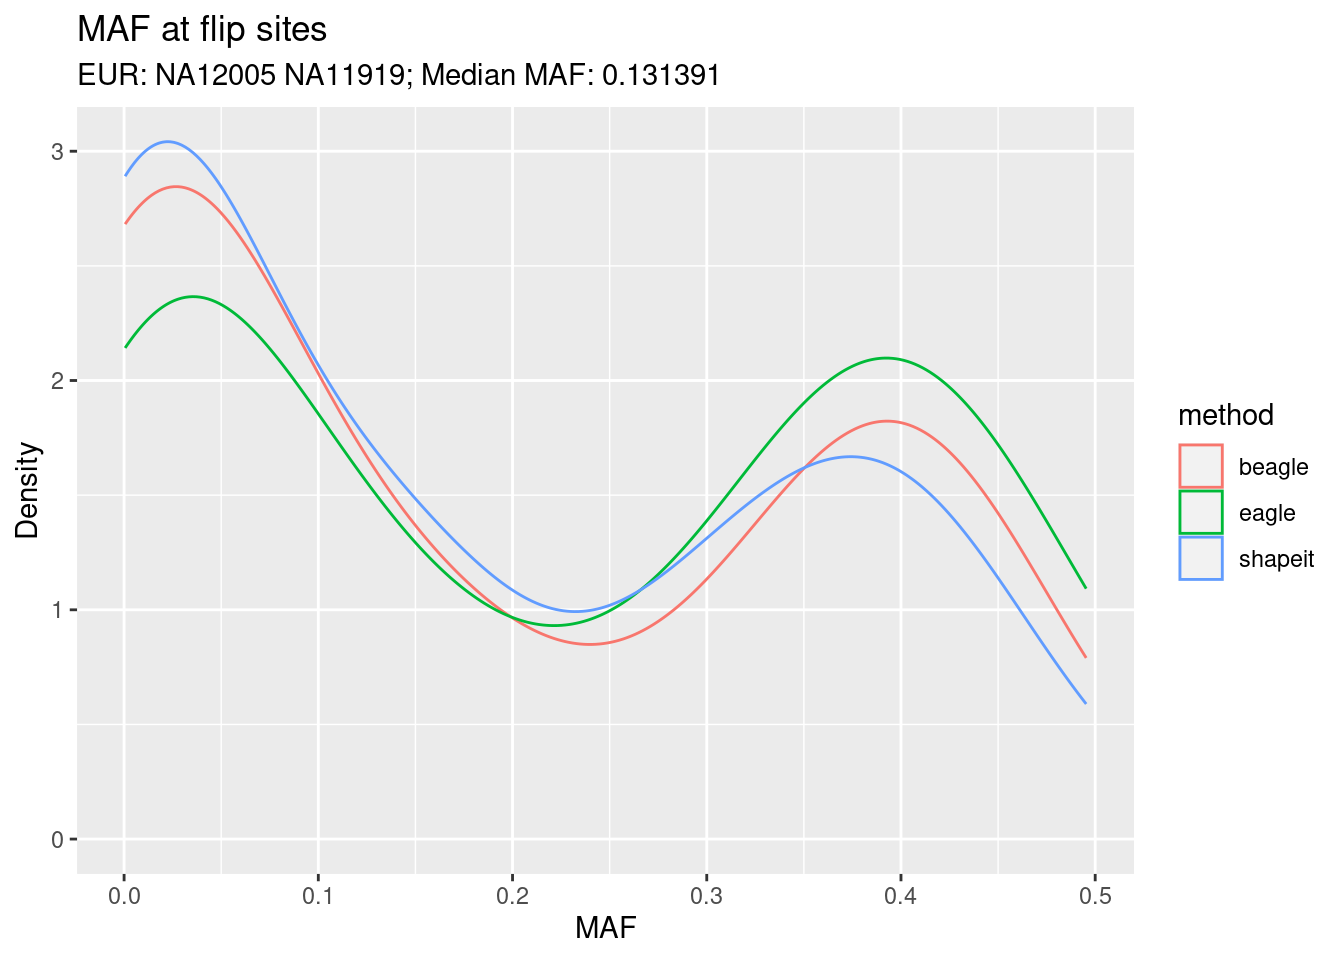 MAF at flip sites
EUR: NA12005 NA11919; Median MAF: 0.131391
3
2
1
0
Density
0.0 0.1 0.2 0.3 0.4 0.5
MAF
method
beagle
eagle
shapeit